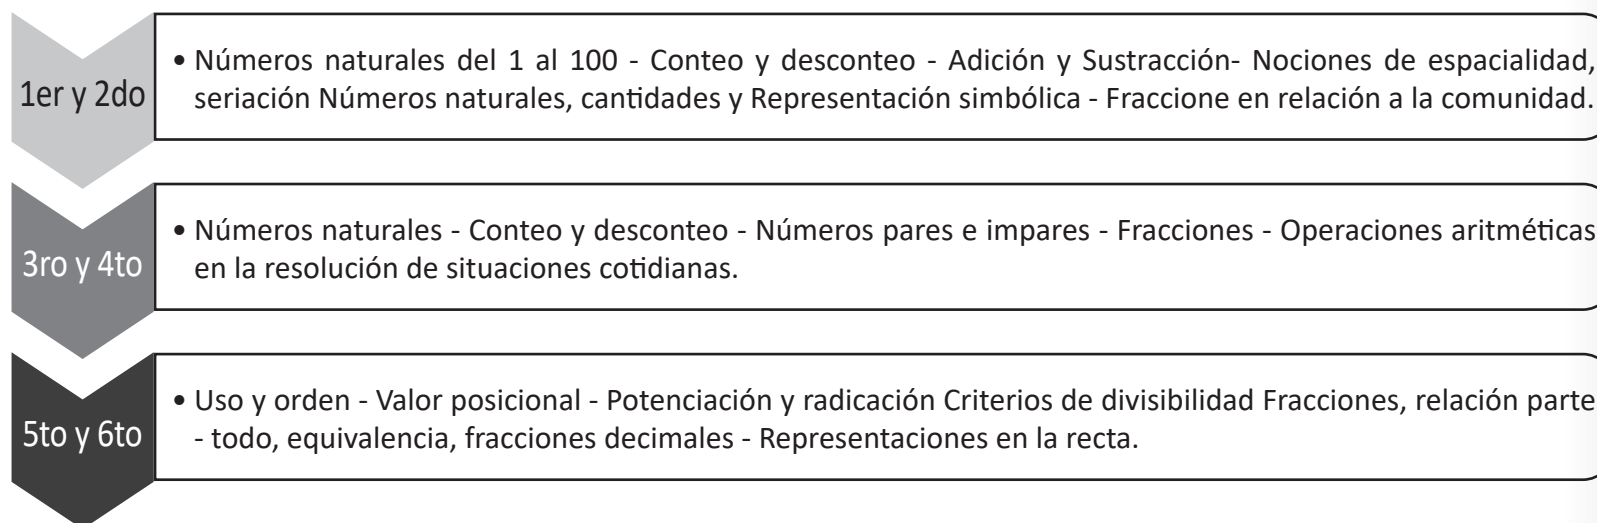 1er y 2do
• Números naturales del 1 al 100 - Conteo y desconteo - Adición y Sustracción- Nociones de espacialidad,
seriación Números naturales, cantidades y Representación simbólica - Fraccione en relación a la comunidad.
3ro y 4to
• Números naturales - Conteo y desconteo - Números pares e impares - Fracciones - Operaciones aritméticas
en la resolución de situaciones cotidianas.
5to y 6to
• Uso y orden - Valor posicional - Potenciación y radicación Criterios de divisibilidad Fracciones, relación parte
- todo, equivalencia, fracciones decimales - Representaciones en la recta.